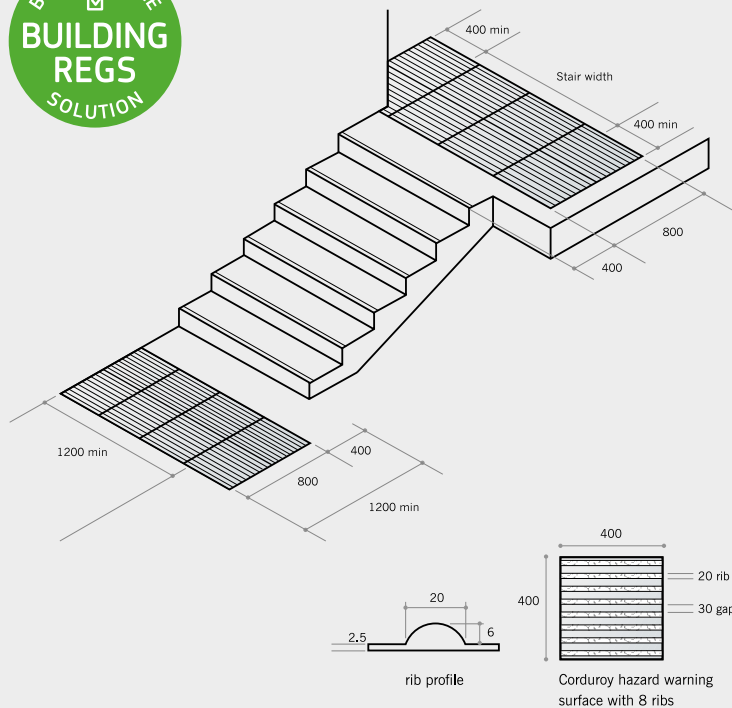 BUILDING
REGS
SOLUTION
400 min
Stair width
400 min
800
400
1200 min
400
800
1200 min
400
20 rib
400
30 gap
20
2.5
6
rib profile
Corduroy hazard warning
surface with 8 ribs